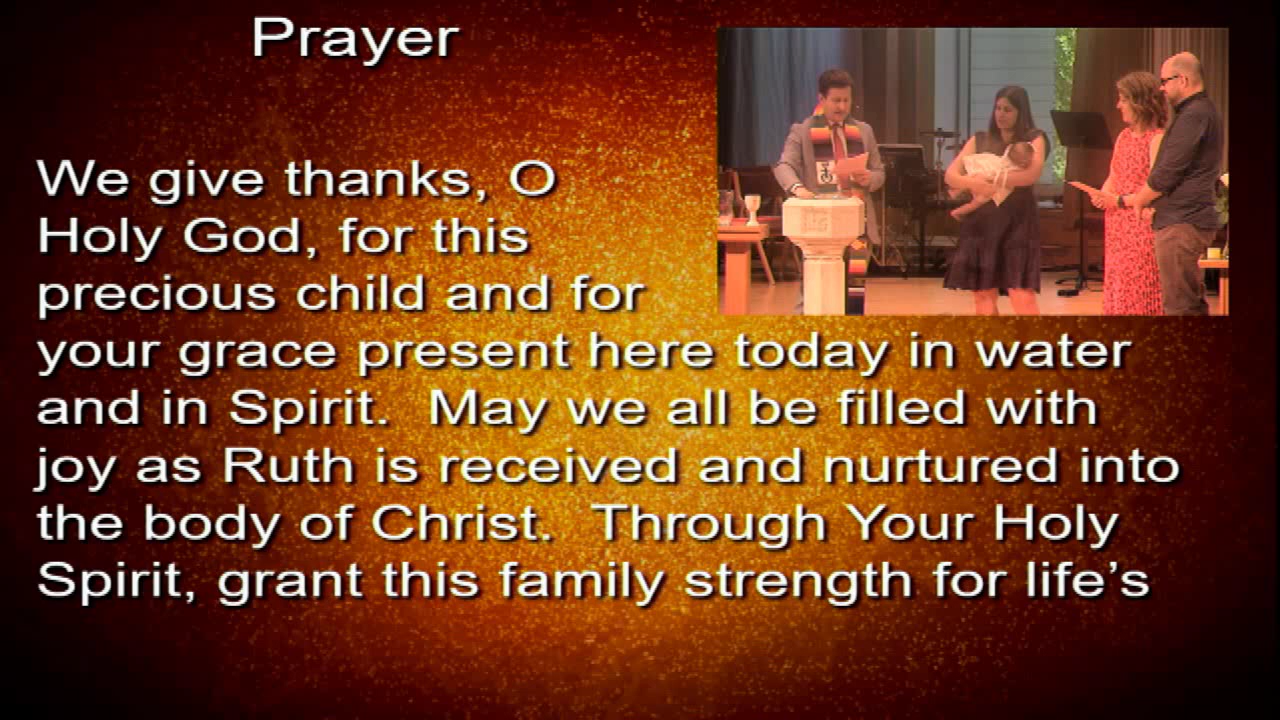 Prayer
We give thanks, O
Holy God, for this
precious child and for
your grace present here today in water
and in Spirit.  May we all be filled with
joy as Ruth is received and nurtured into
the body of Christ.  Through Your Holy
Spirit, grant this family strength for life’s